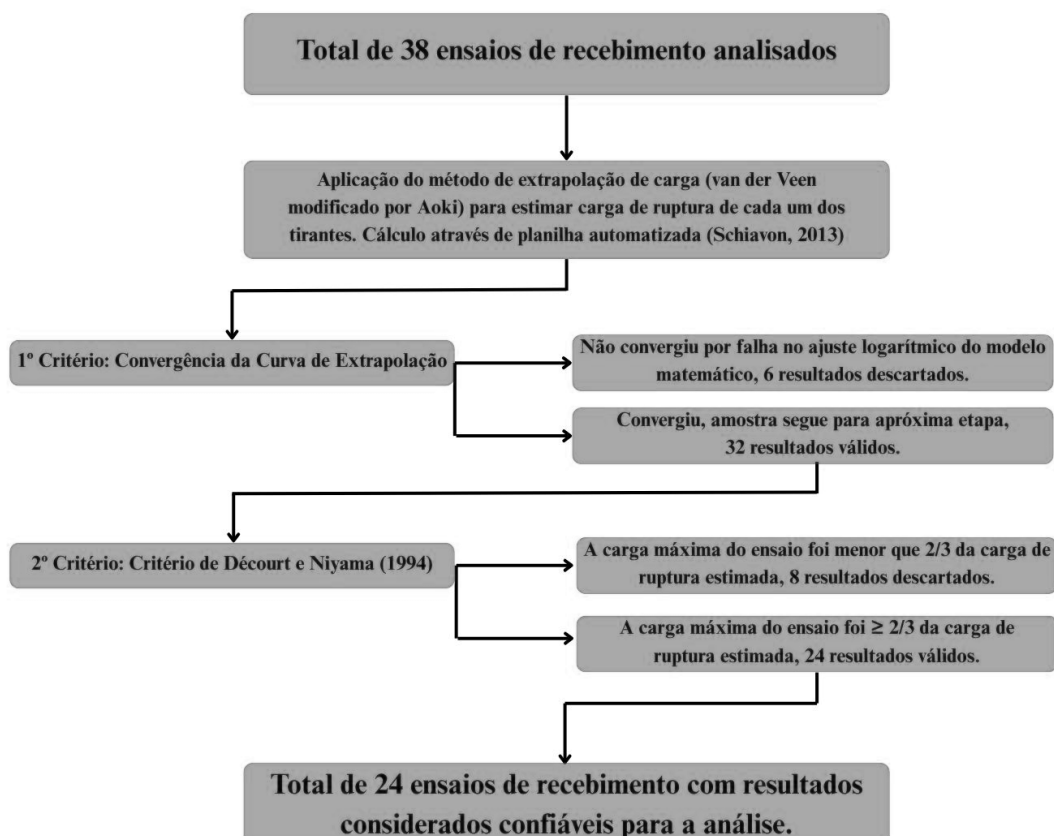 Total de 38 ensaios de recebimento analisados
Aplicação do método de extrapolação de carga (van der Veen
modificado por Aoki) para estimar carga de ruptura de cada um dos
tirantes. Cálculo através de planilha automatizada (Schiavon, 2013)
1º Critério: Convergência da Curva de Extrapolação
Não convergiu por falha no ajuste logarítmico do modelo
matemático, 6 resultados descartados.
Convergiu, amostra segue para apróxima etapa,
32 resultados válidos.
2º Critério: Critério de Décourt e Niyama (1994)
A carga máxima do ensaio foi menor que 2/3 da carga de
ruptura estimada, 8 resultados descartados.
A carga máxima do ensaio foi ≥ 2/3 da carga de
ruptura estimada, 24 resultados válidos.
Total de 24 ensaios de recebimento com resultados
considerados confiáveis para a análise.